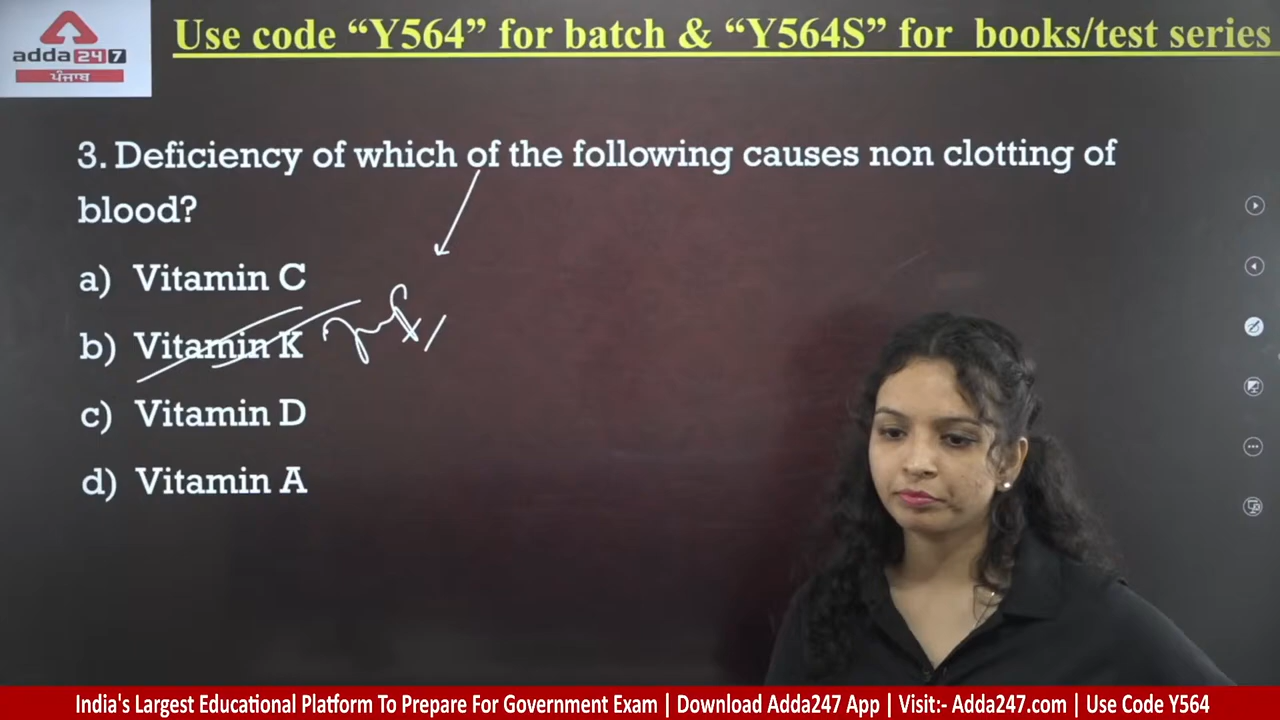 Use code “Y564” for batch & “Y564S” for books/test series
adda247
ਪੰਜਾਬ
3. Deficiency of which of the following causes non clotting of
blood?
a) Vitamin C
b) Vitamin K
c) Vitamin D
d) Vitamin A
India's Largest Educational Platform To Prepare For Government Exam | Download Adda247 App | Visit:- Adda247.com | Use Code Y564